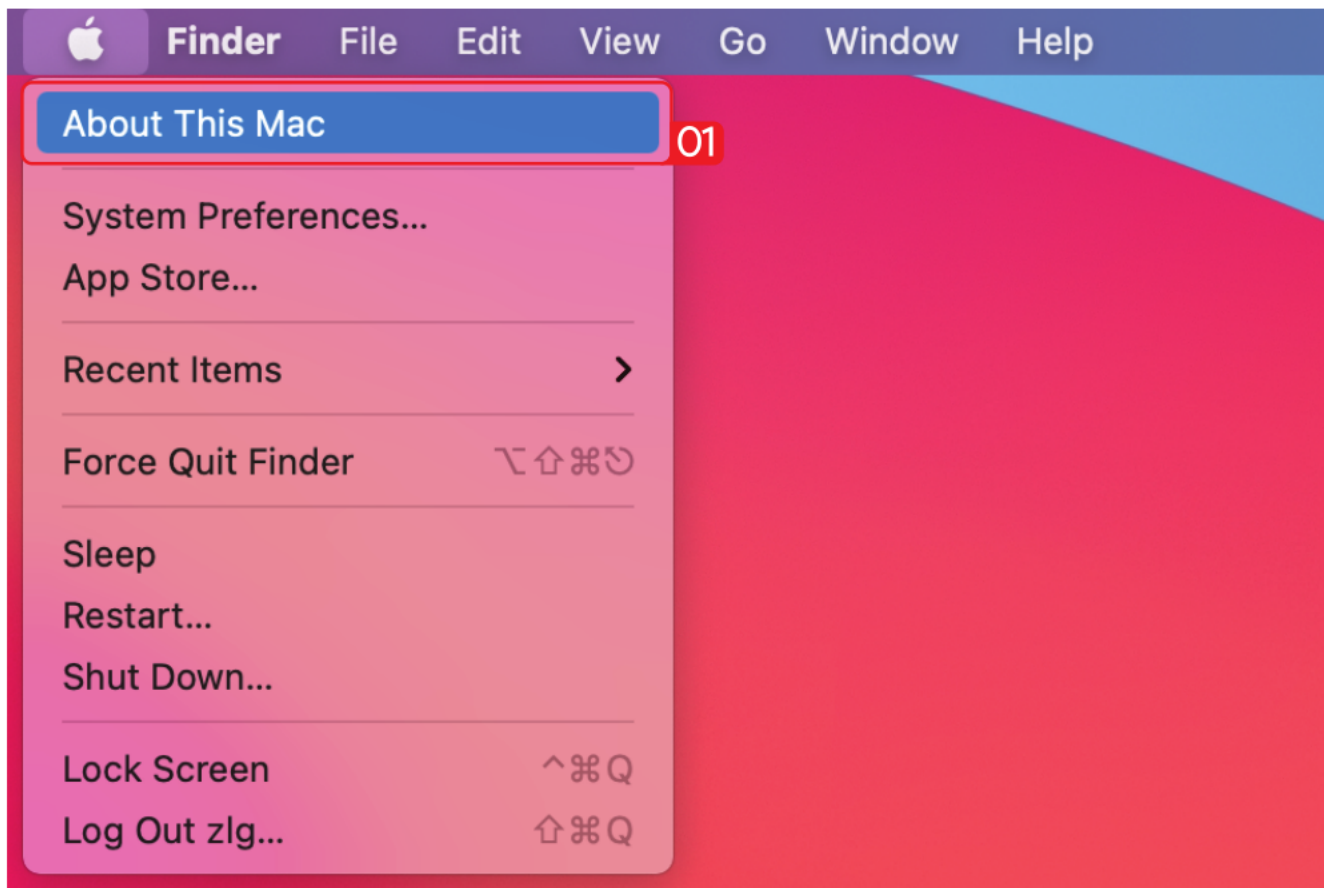 Finder File Edit View Go Window Help
About This Mac
01
System Preferences...
App Store...
Recent Items
Force Quit Finder ⌥⇧⌘⎋
Sleep
Restart...
Shut Down...
Lock Screen ^⌘Q
Log Out zlg... ⇧⌘Q